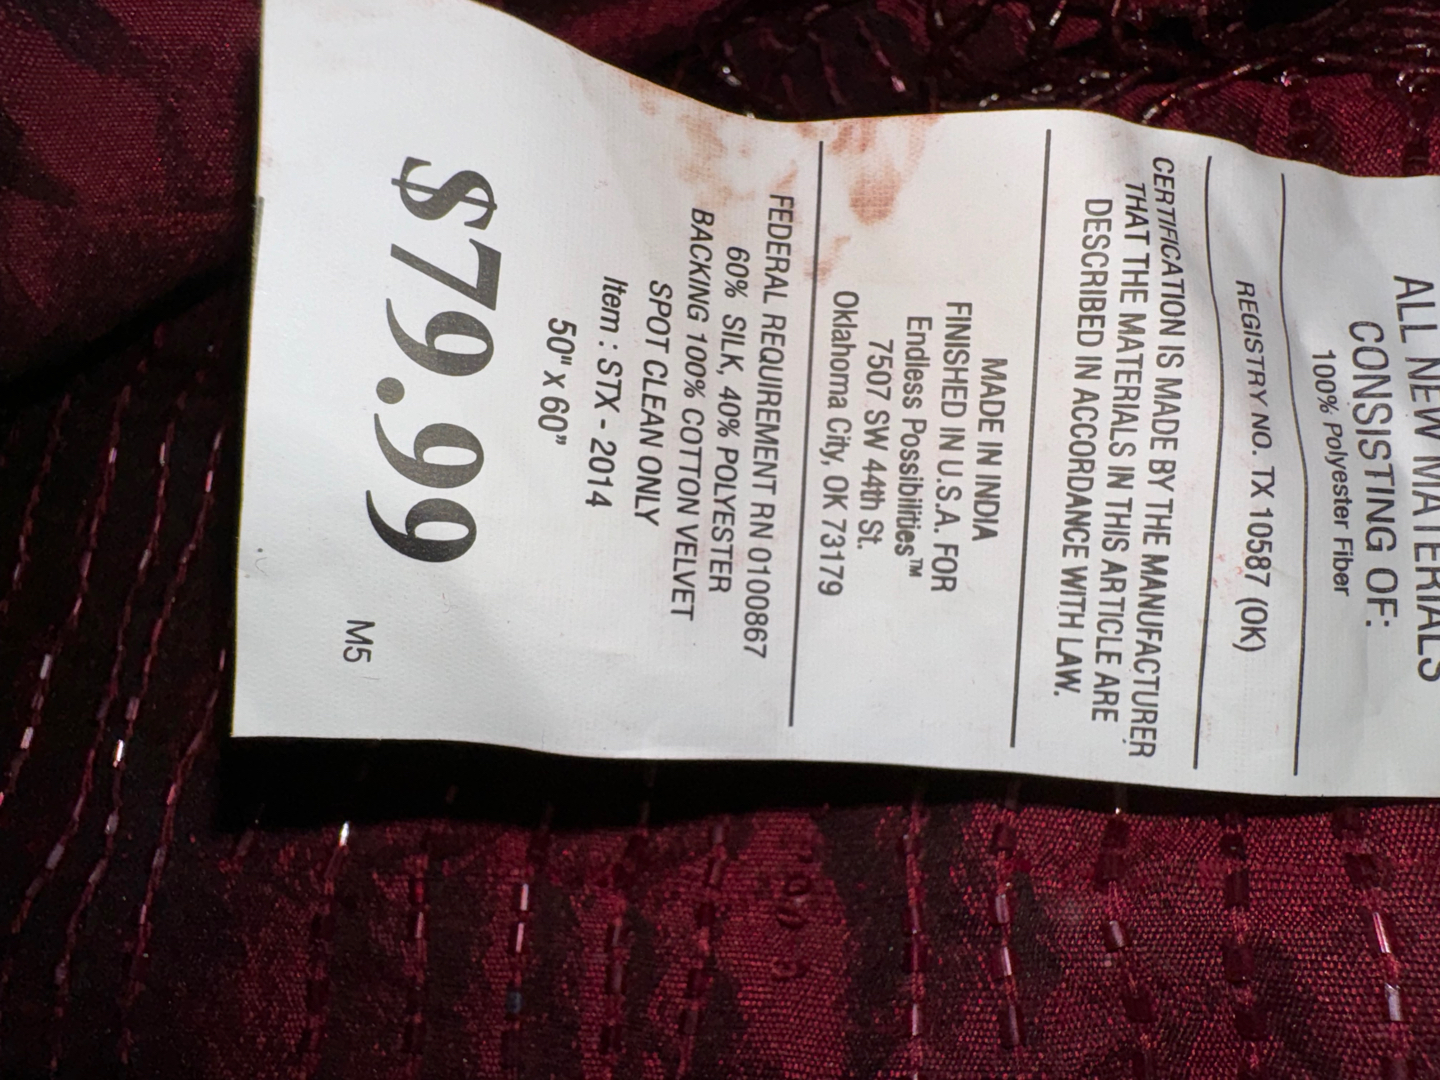 ALL NEW MATERIALS
CONSISTING OF:
100% Polyester Fiber
REGISTRY NO. TX 10587 (OK)
CERTIFICATION IS MADE BY THE MANUFACTURER
THAT THE MATERIALS IN THIS ARTICLE ARE
DESCRIBED IN ACCORDANCE WITH LAW.
MADE IN INDIA
FINISHED IN U.S.A. FOR
Endless Possibilities™
7507 SW 44th St.
Oklahoma City, OK 73179
FEDERAL REQUIREMENT RN 0100867
60% SILK, 40% POLYESTER
BACKING 100% COTTON VELVET
SPOT CLEAN ONLY
Item : STX - 2014
50" x 60"
$79.99
M5